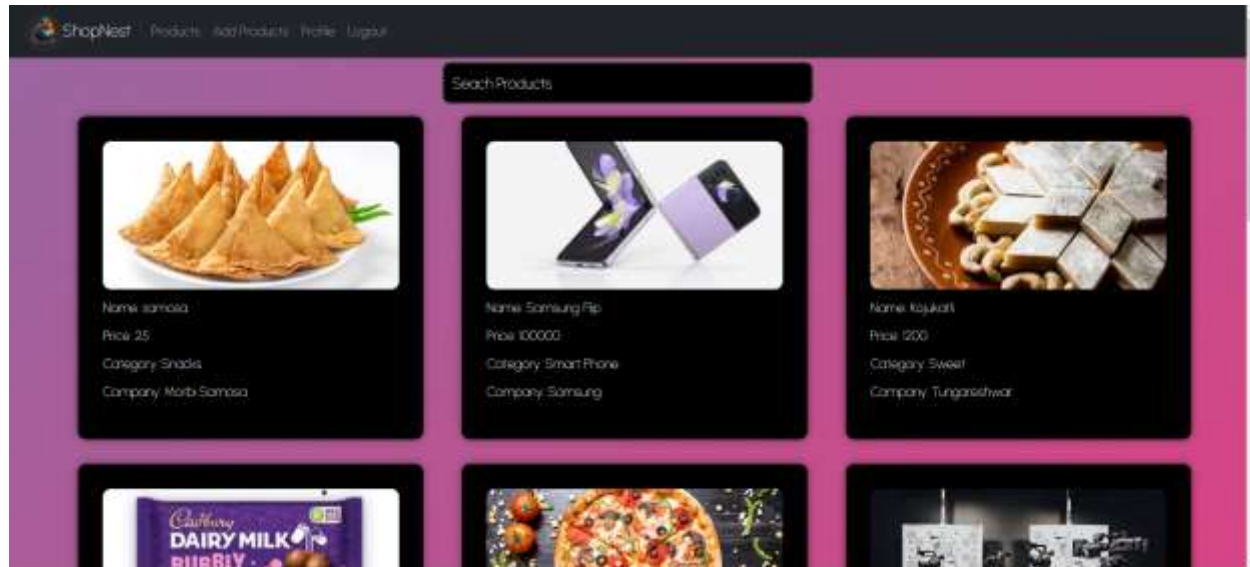 ShopNest Products Add Products Profile Logout
Seach Products
Name: samosa
Price: 25
Category: Snacks
Company: Morbi Samosa
Name: Samsung Flip
Price: 100000
Category: Smart Phone
Company: Samsung
Name: Kajukatli
Price: 1200
Category: Sweet
Company: Tungareshwar
Cadbury
DAIRY MILK
BUBBLY